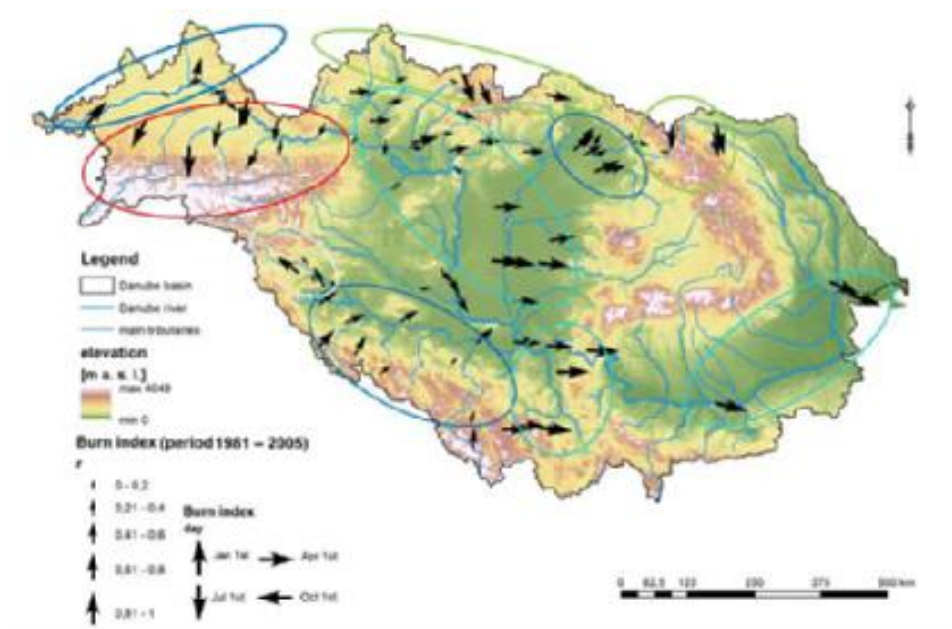 Legend
Danube basin
Danube river
main tributaries
elevation
[m a. s. l.]
max 4049
min 0
Burn index (period 1981 – 2005)
r
0 - 0,2
0,21 - 0,4
0,41 - 0,6
0,61 - 0,8
0,81 - 1
Burn index
day
Jan 1st
Apr 1st
Jul 1st
Oct 1st
0
62,5
125
250
375
500 km